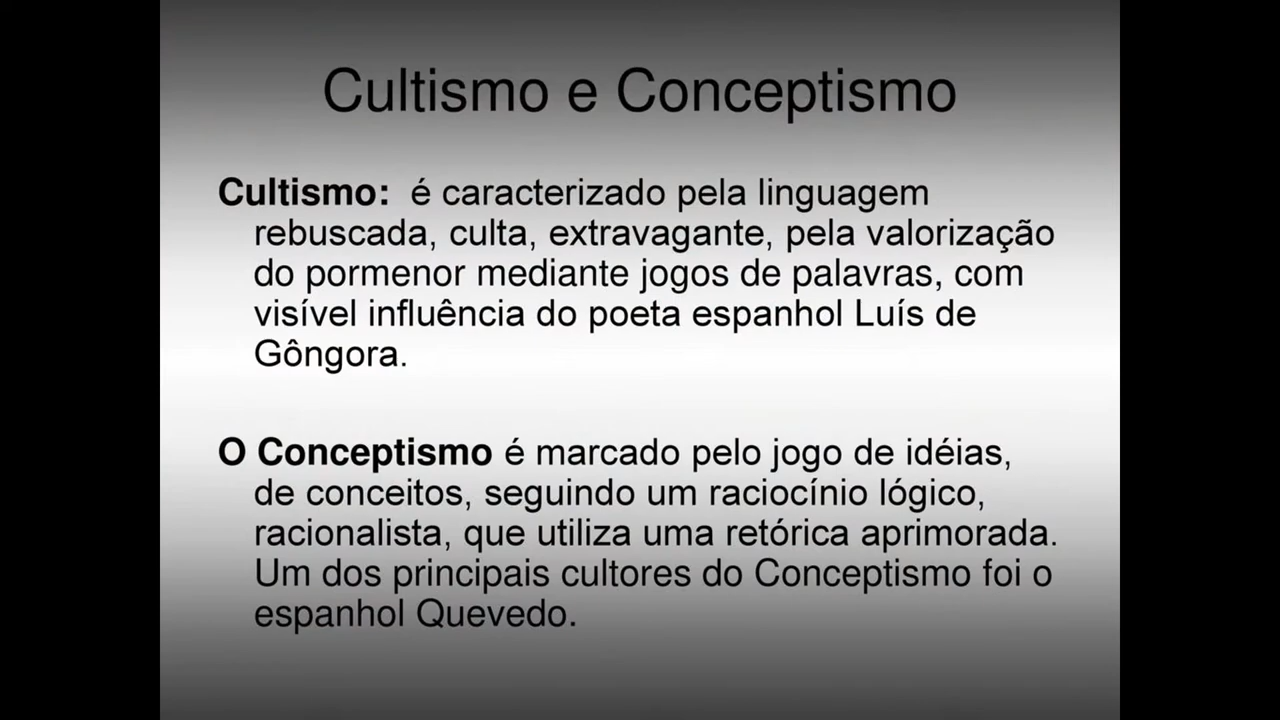 Cultismo e Conceptismo
Cultismo: é caracterizado pela linguagem
rebuscada, culta, extravagante, pela valorização
do pormenor mediante jogos de palavras, com
visível influência do poeta espanhol Luís de
Gôngora.
O Conceptismo é marcado pelo jogo de idéias,
de conceitos, seguindo um raciocínio lógico,
racionalista, que utiliza uma retórica aprimorada.
Um dos principais cultores do Conceptismo foi o
espanhol Quevedo.